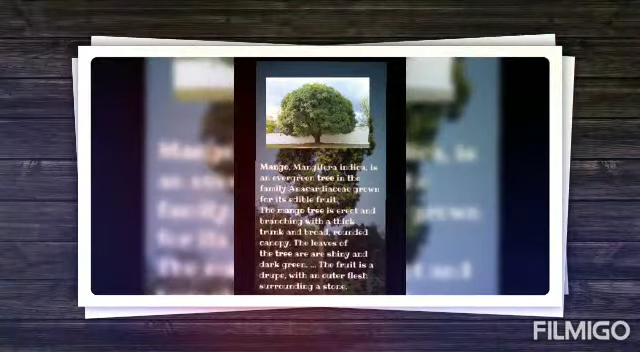 Mango, Mangifera indica, is
an evergreen tree in the
family Anacardiaceae grown
for its edible fruit.
The mango tree is erect and
branching with a thick
trunk and broad, rounded
canopy. The leaves of
the tree are are shiny and
dark green. ... The fruit is a
drupe, with an outer flesh
surrounding a stone.
FILMIGO